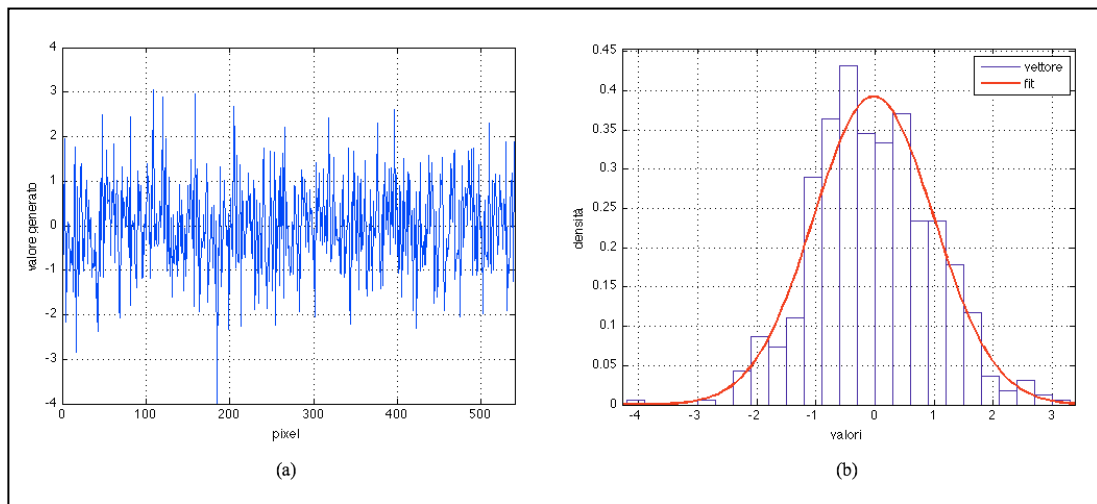 4
3
2
1
0
-1
-2
-3
-4
valore generato
0 100 200 300 400 500
pixel
(a)
0.45
0.4
0.35
0.3
0.25
0.2
0.15
0.1
0.05
0
densità
-4 -3 -2 -1 0 1 2 3
valori
vettore
fit
(b)